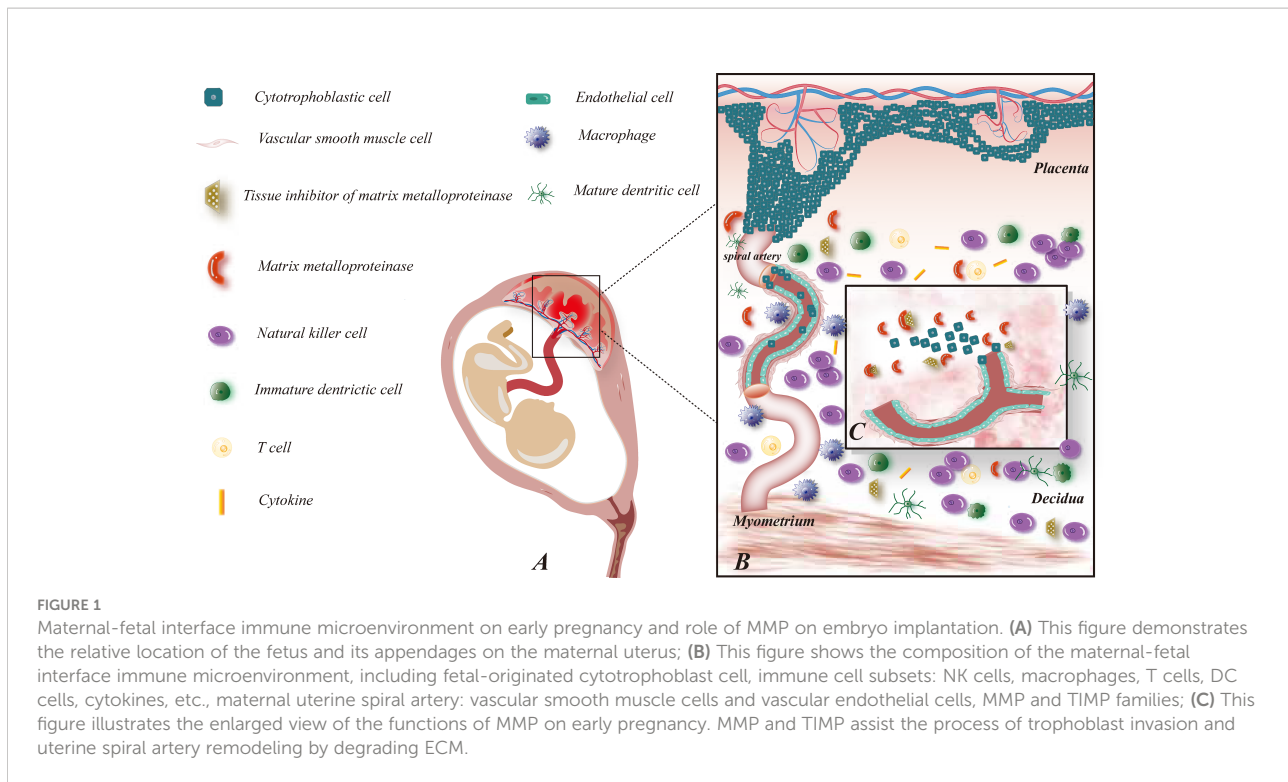 Cytotrophoblastic cell
Vascular smooth muscle cell
Tissue inhibitor of matrix metalloproteinase
Matrix metalloproteinase
Natural killer cell
Immature dentrictic cell
T cell
Cytokine
Endothelial cell
Macrophage
Mature dentritic cell
A
Placenta
spiral artery
C
Decidua
Myometrium
B
FIGURE 1
Maternal-fetal interface immune microenvironment on early pregnancy and role of MMP on embryo implantation. (A) This figure demonstrates
the relative location of the fetus and its appendages on the maternal uterus; (B) This figure shows the composition of the maternal-fetal
interface immune microenvironment, including fetal-originated cytotrophoblast cell, immune cell subsets: NK cells, macrophages, T cells, DC
cells, cytokines, etc., maternal uterine spiral artery: vascular smooth muscle cells and vascular endothelial cells, MMP and TIMP families; (C) This
figure illustrates the enlarged view of the functions of MMP on early pregnancy. MMP and TIMP assist the process of trophoblast invasion and
uterine spiral artery remodeling by degrading ECM.